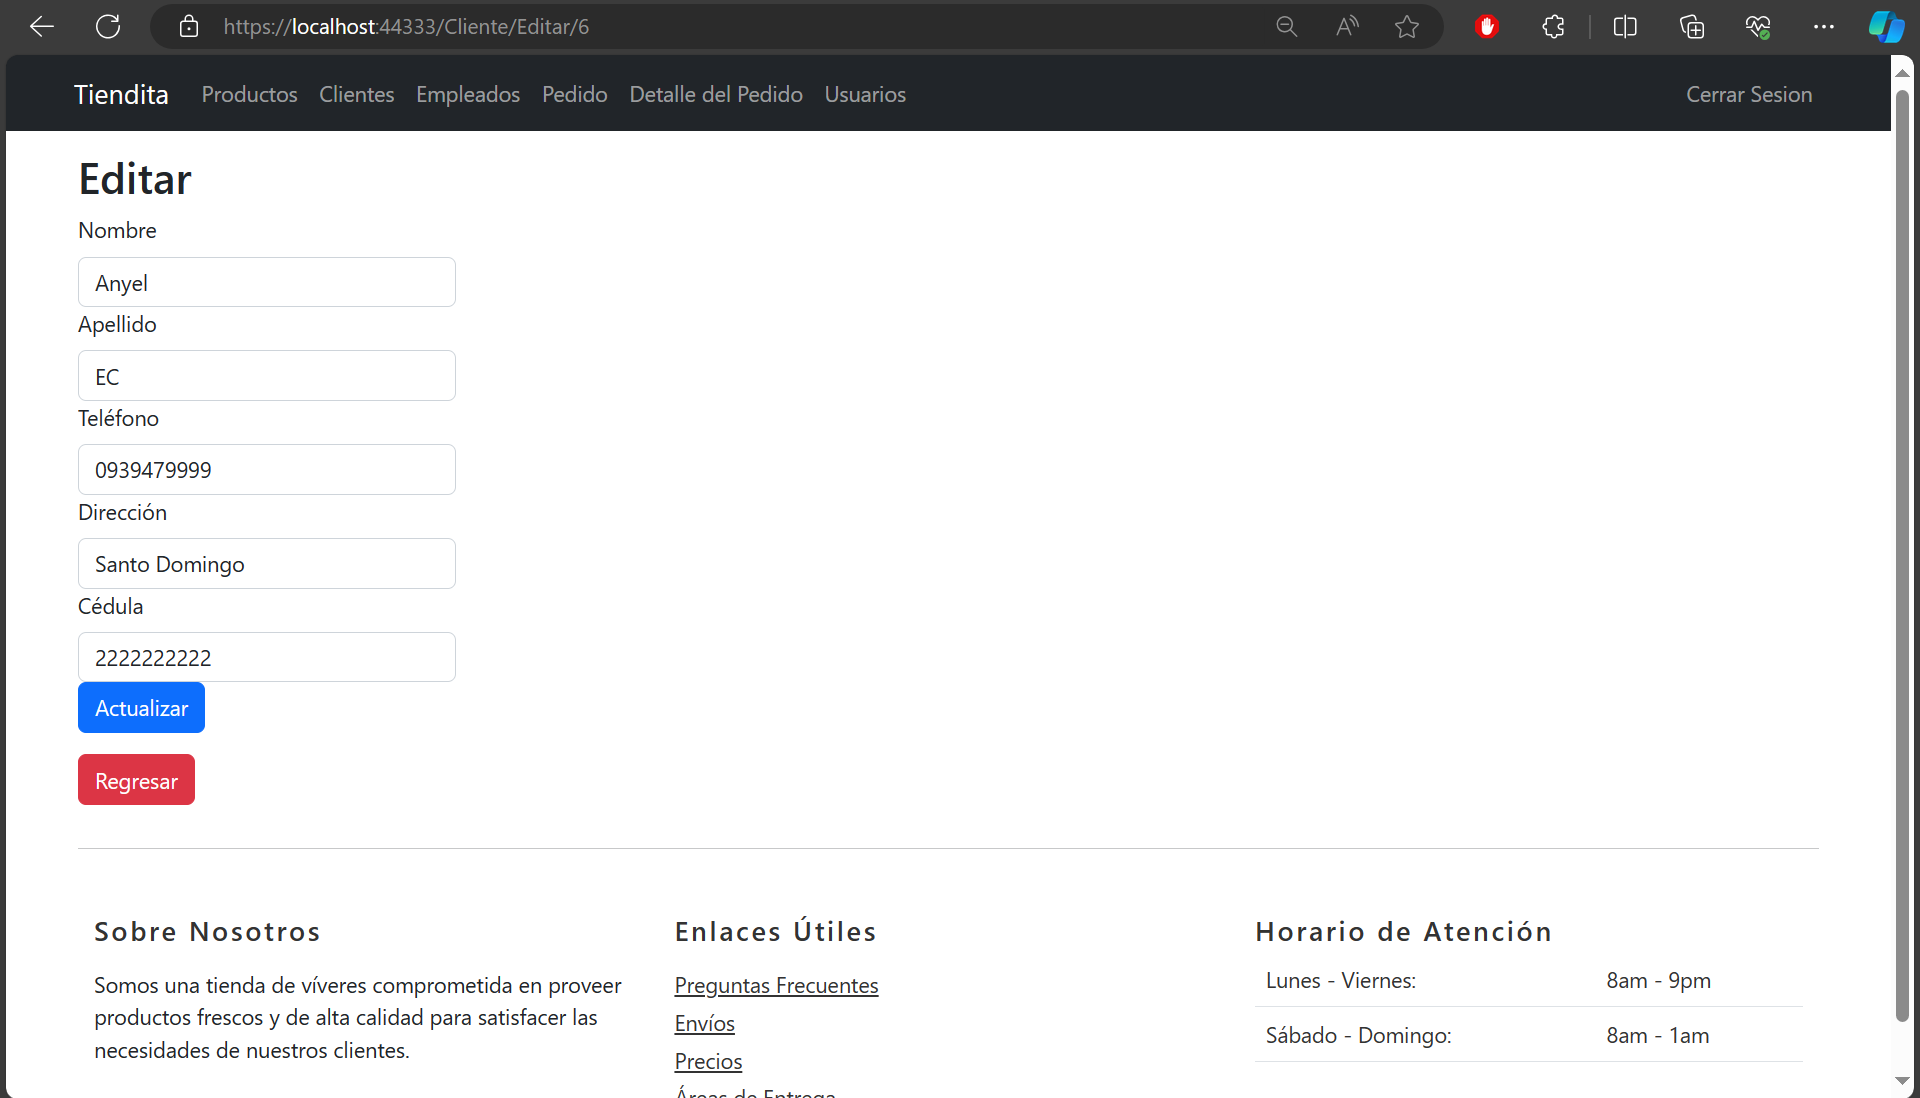 https://localhost:44333/Cliente/Editar/6
Tiendita Productos Clientes Empleados Pedido Detalle del Pedido Usuarios Cerrar Sesion
Editar
Nombre
Anyel
Apellido
EC
Teléfono
0939479999
Dirección
Santo Domingo
Cédula
2222222222
Actualizar
Regresar
Sobre Nosotros
Somos una tienda de víveres comprometida en proveer
productos frescos y de alta calidad para satisfacer las
necesidades de nuestros clientes.
Enlaces Útiles
Preguntas Frecuentes
Envíos
Precios
Áreas de Entrega
Horario de Atención
Lunes - Viernes: 8am - 9pm
Sábado - Domingo: 8am - 1am